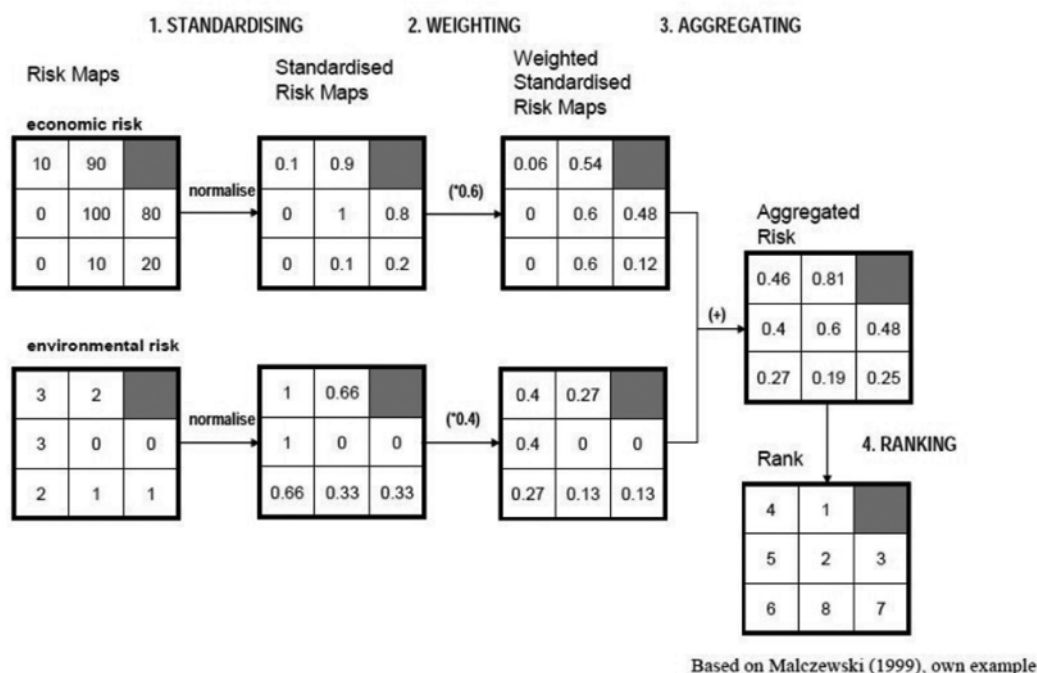 1. STANDARDISING 2. WEIGHTING 3. AGGREGATING
Risk Maps
Standardised
Risk Maps
Weighted
Standardised
Risk Maps
economic risk
10 90
0 100 80
0 10 20
normalise
0.1 0.9
0 1 0.8
0 0.1 0.2
(*0.6)
0.06 0.54
0 0.6 0.48
0 0.6 0.12
environmental risk
3 2
3 0 0
2 1 1
normalise
1 0.66
1 0 0
0.66 0.33 0.33
(*0.4)
0.4 0.27
0.4 0 0
0.27 0.13 0.13
(+)
Aggregated
Risk
0.46 0.81
0.4 0.6 0.48
0.27 0.19 0.25
4. RANKING
Rank
4 1
5 2 3
6 8 7
Based on Malczewski (1999), own example